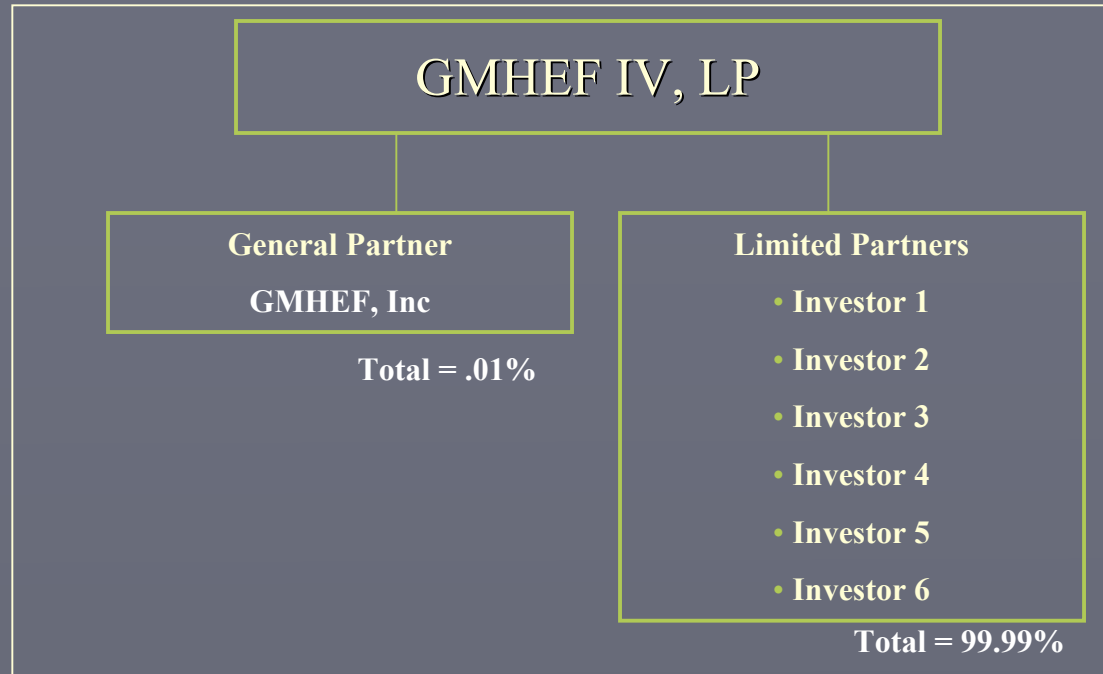 GMHEF IV, LP
General Partner
GMHEF, Inc
Total = .01%
Limited Partners
• Investor 1
• Investor 2
• Investor 3
• Investor 4
• Investor 5
• Investor 6
Total = 99.99%